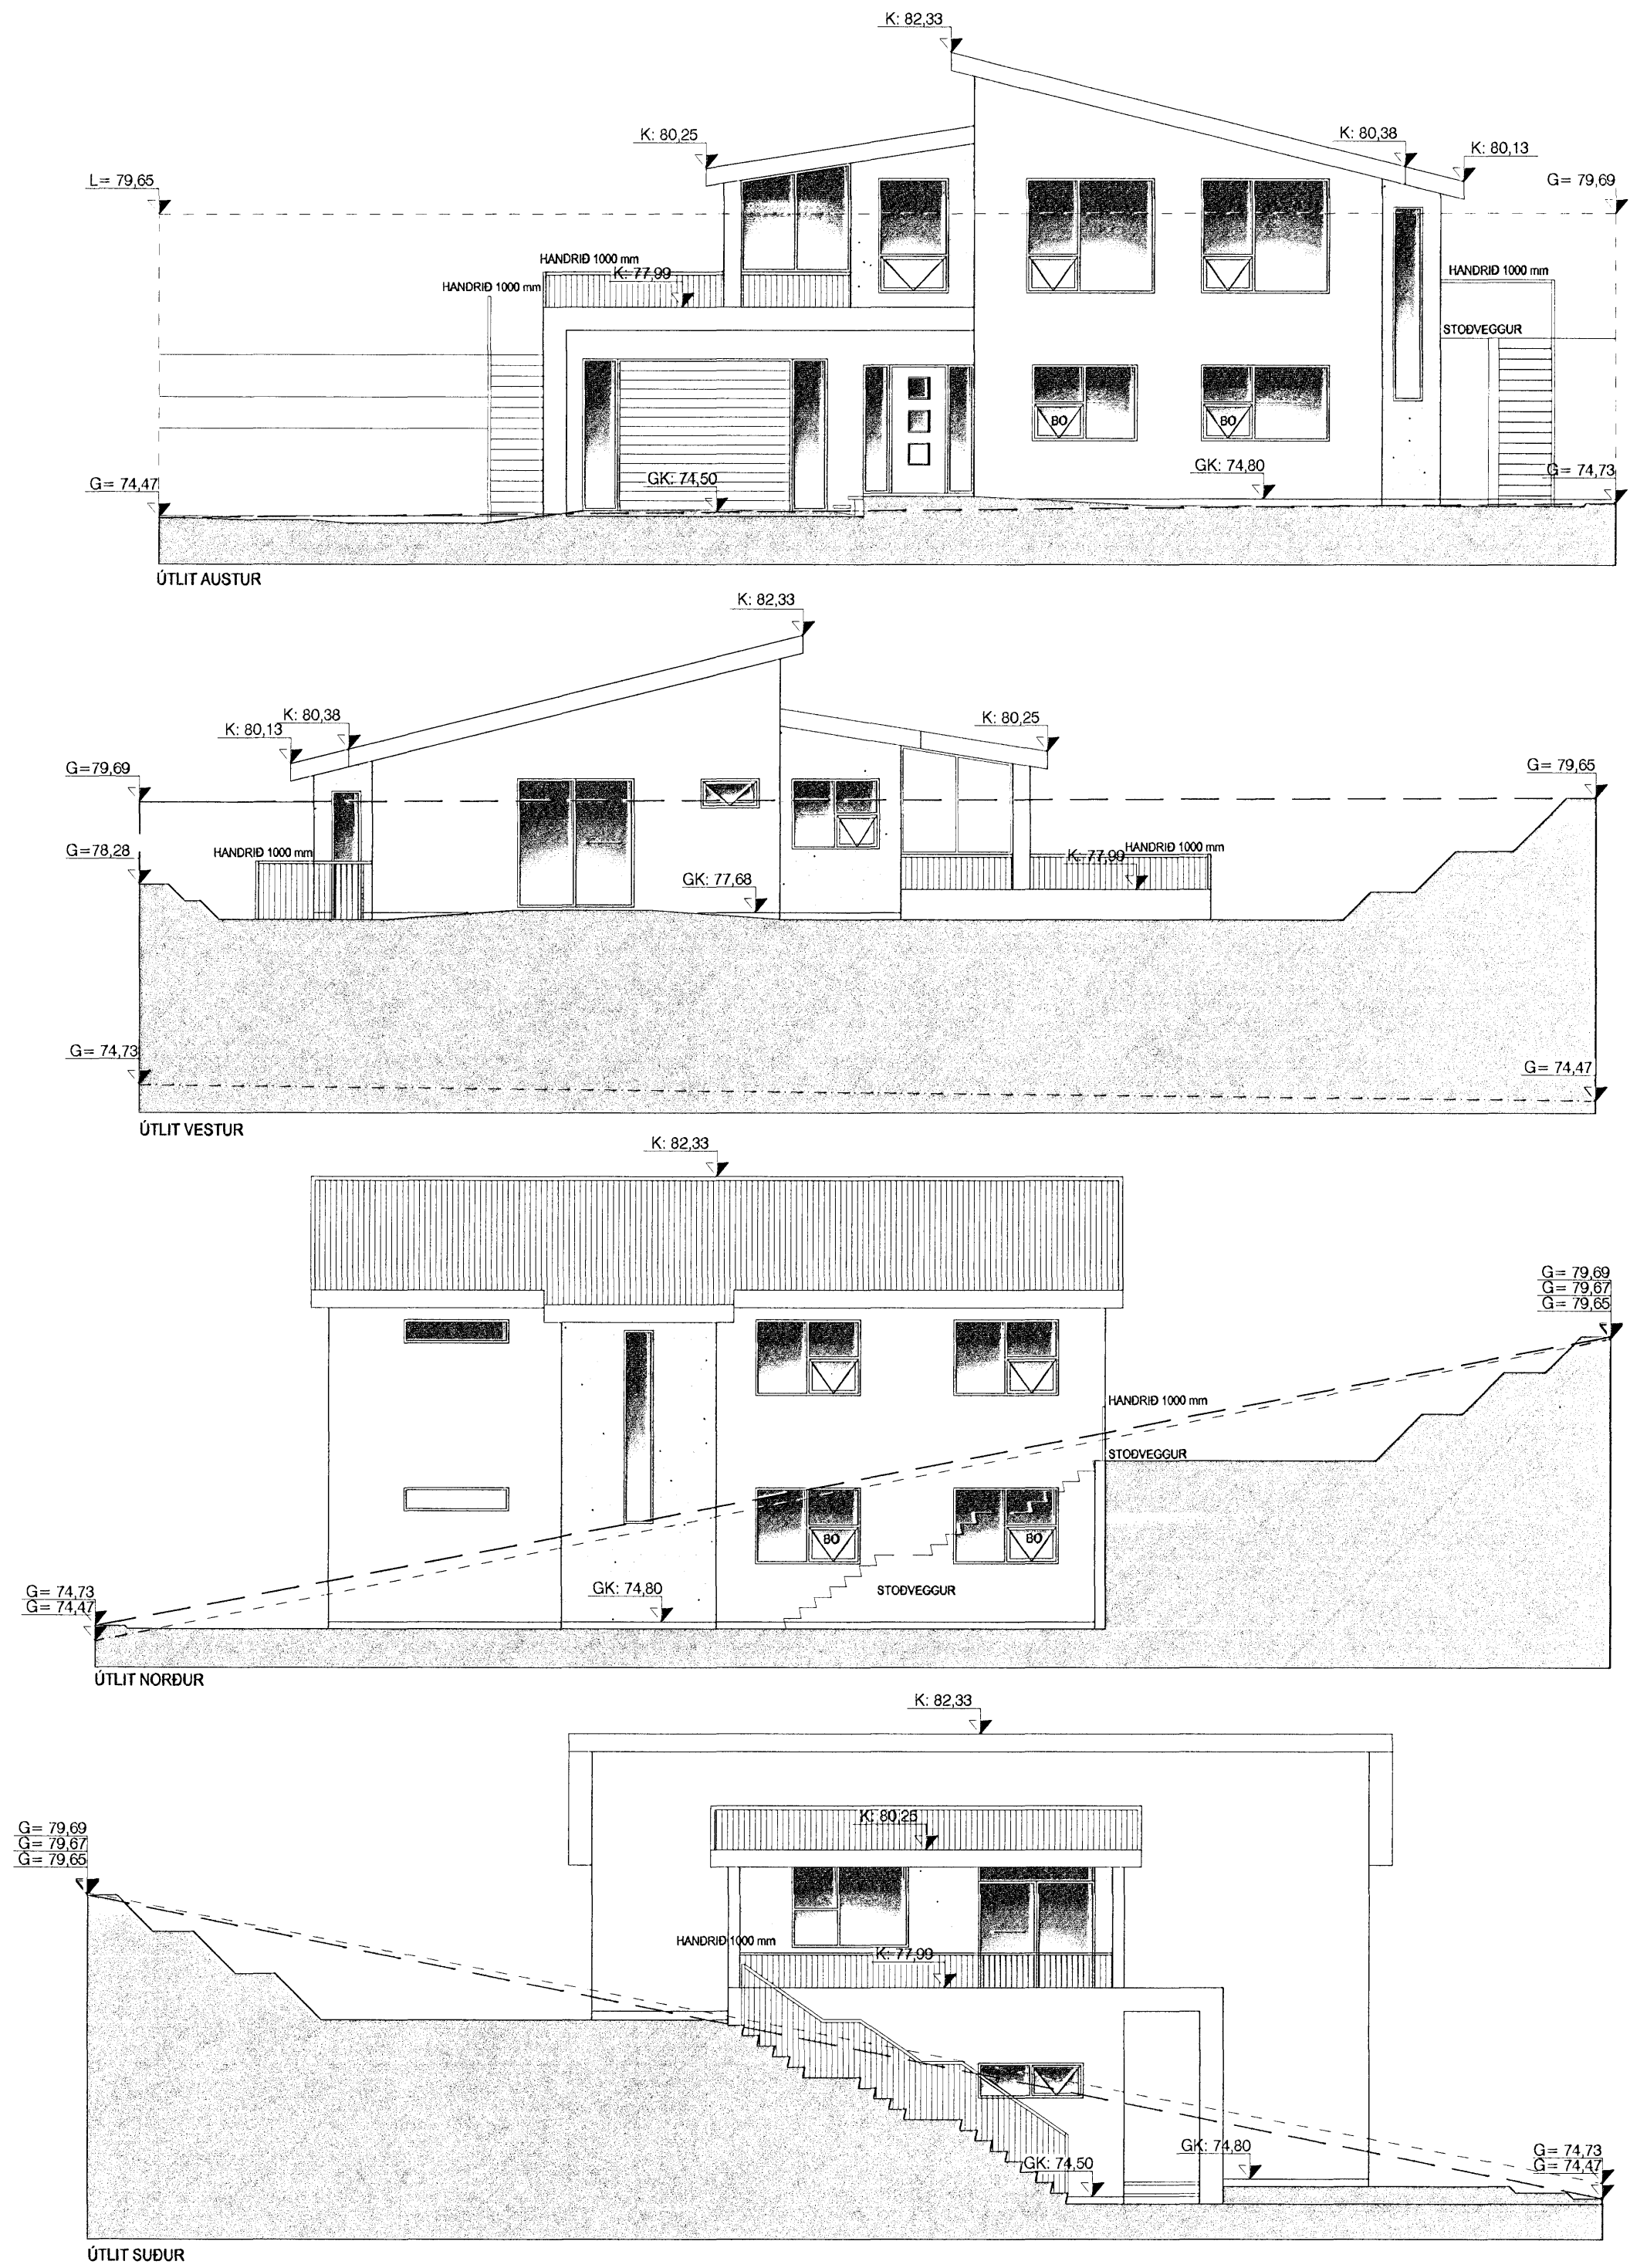 K: 82,33
K: 80,25
K: 80,38
K: 80,13
L= 79,65
G= 79,69
HANDRIÐ 1000 mm
K: 77,99
HANDRIÐ 1000 mm
HANDRIÐ 1000 mm
STOÐVEGGUR
BO
BO
GK: 74,80
GK: 74,50
G= 74,47
G= 74,73
ÚTLIT AUSTUR
K: 82,33
K: 80,38
K: 80,13
K: 80,25
G=79,69
G=79,65
G=78,28
HANDRIÐ 1000 mm
HANDRIÐ 1000 mm
K: 77,99
GK: 77,68
G= 74,73
G= 74,47
ÚTLIT VESTUR
K: 82,33
G= 79,69
G= 79,67
G= 79,65
HANDRIÐ 1000 mm
STOÐVEGGUR
BO
BO
STOÐVEGGUR
GK: 74,80
G= 74,73
G= 74,47
ÚTLIT NORÐUR
K: 82,33
K: 80,25
G= 79,69
G= 79,67
G= 79,65
HANDRIÐ 1000 mm
K: 77,99
GK: 74,80
GK: 74,50
G= 74,73
G= 74,47
ÚTLIT SUÐUR